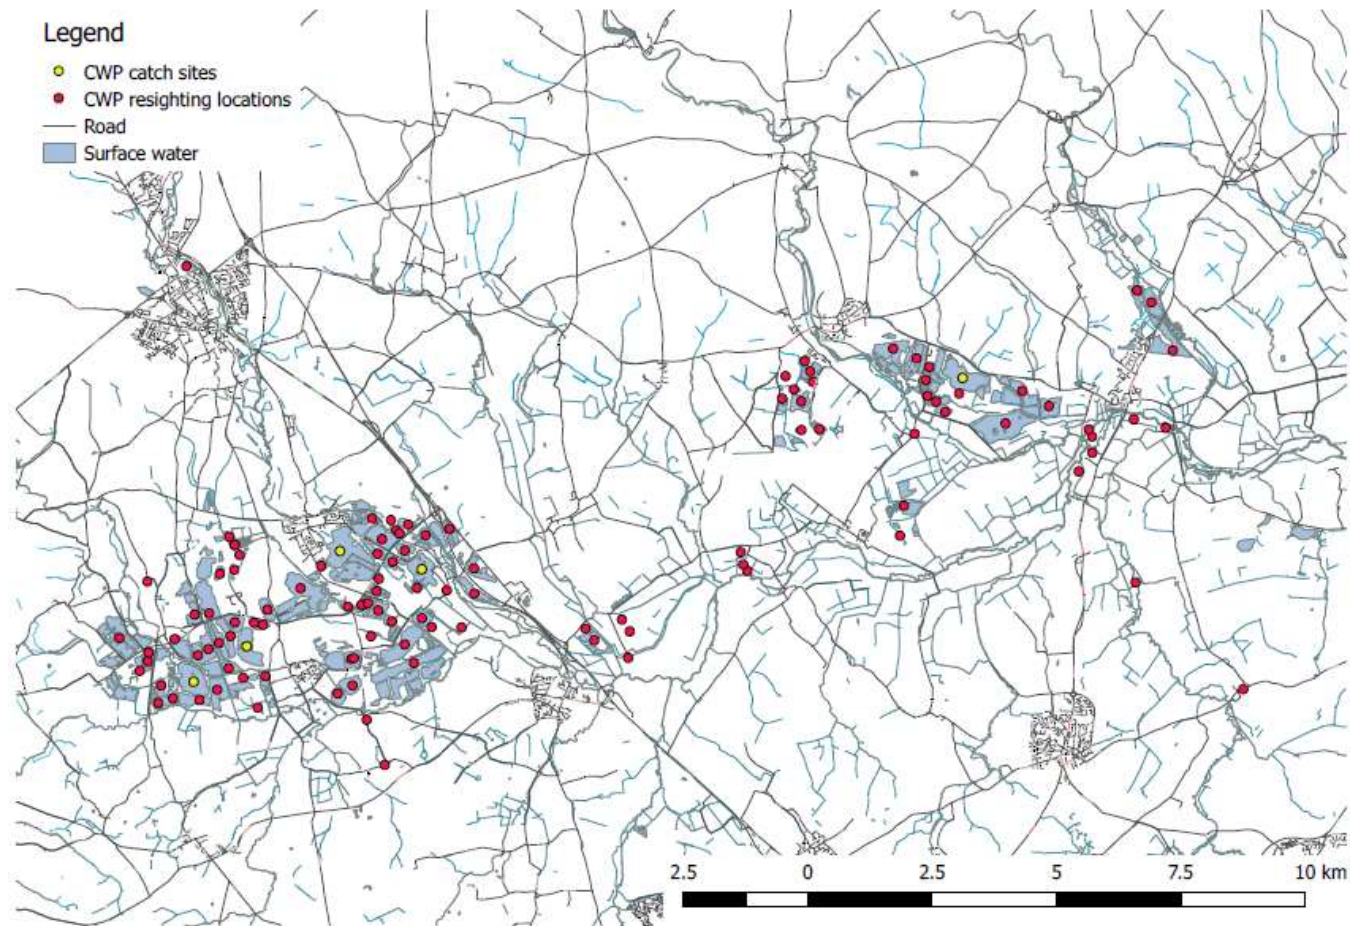 Legend
CWP catch sites
CWP resighting locations
Road
Surface water
2.5 0 2.5 5 7.5 10 km